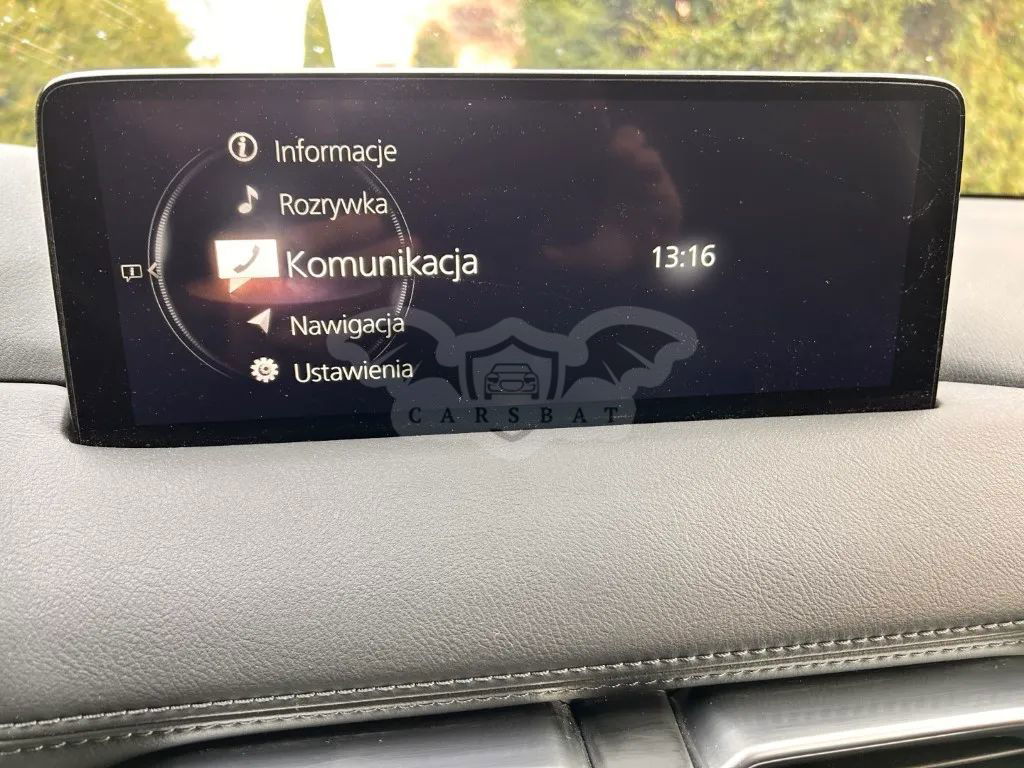 Informacje
Rozrywka
Komunikacja
13:16
Nawigacja
Ustawienia
CARSBAT